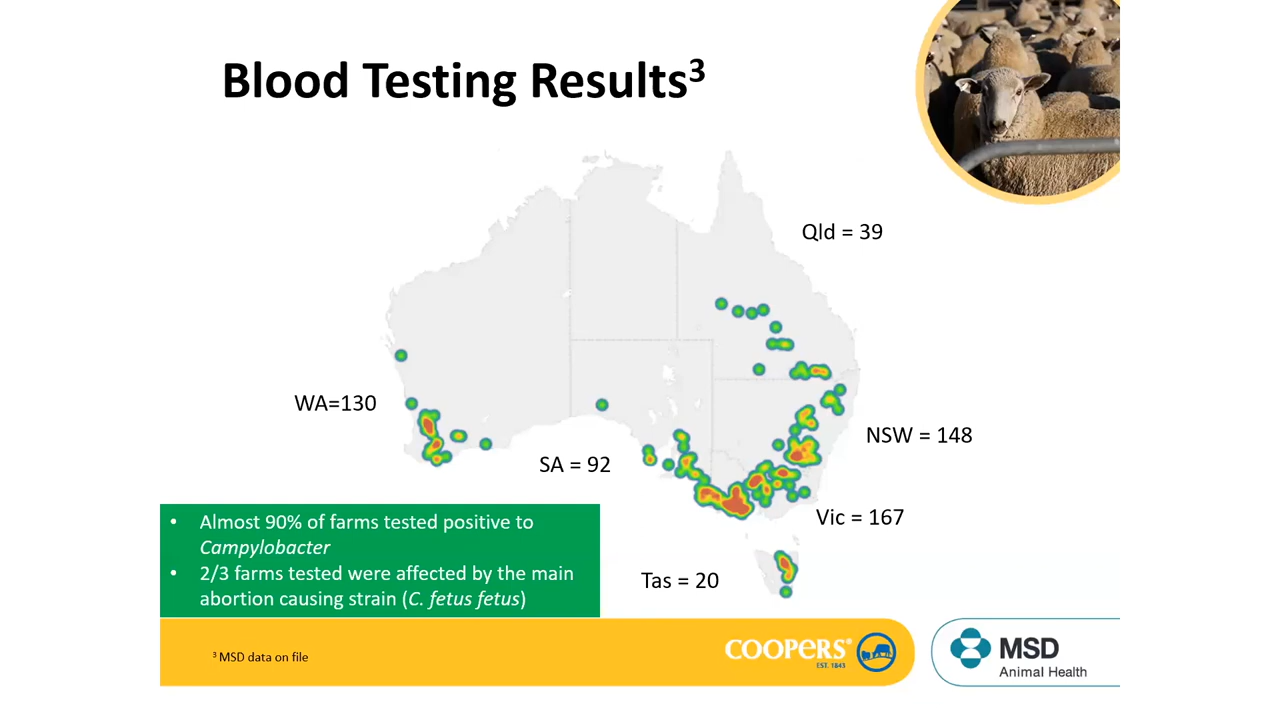 Blood Testing Results³
Qld = 39
WA=130
NSW = 148
SA = 92
Vic = 167
Tas = 20
• Almost 90% of farms tested positive to
Campylobacter
• 2/3 farms tested were affected by the main
abortion causing strain (C. fetus fetus)
³ MSD data on file
COOPERS®
EST. 1843
MSD
Animal Health